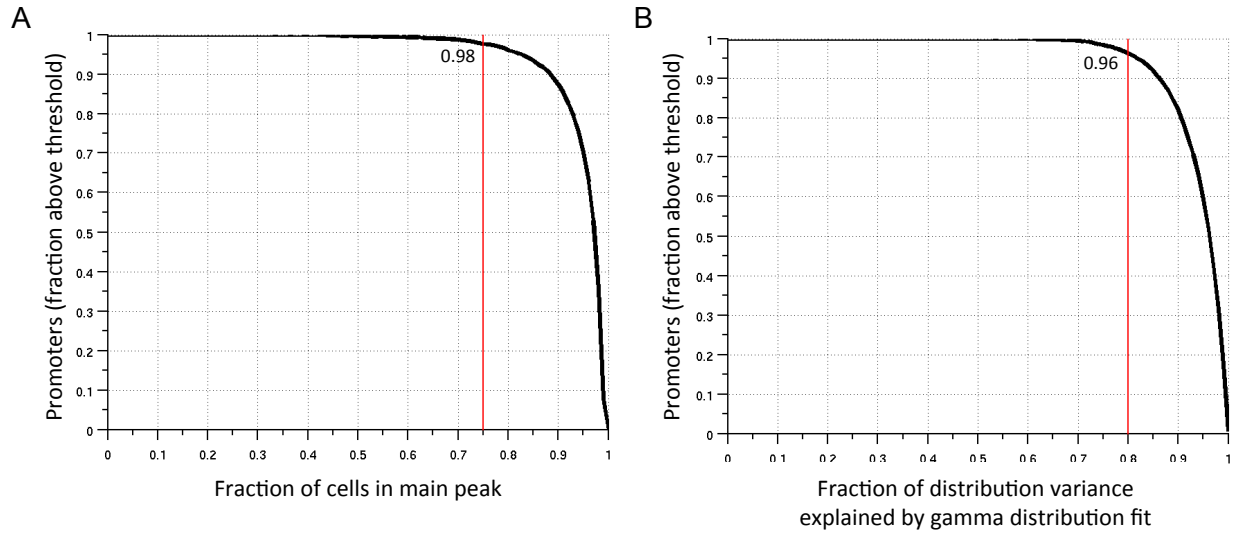 A
Promoters (fraction above threshold)
1
0.9
0.8
0.7
0.6
0.5
0.4
0.3
0.2
0.1
0
0.98
0 0.1 0.2 0.3 0.4 0.5 0.6 0.7 0.8 0.9 1
Fraction of cells in main peak
B
Promoters (fraction above threshold)
1
0.9
0.8
0.7
0.6
0.5
0.4
0.3
0.2
0.1
0
0.96
0 0.1 0.2 0.3 0.4 0.5 0.6 0.7 0.8 0.9 1
Fraction of distribution variance
explained by gamma distribution fit